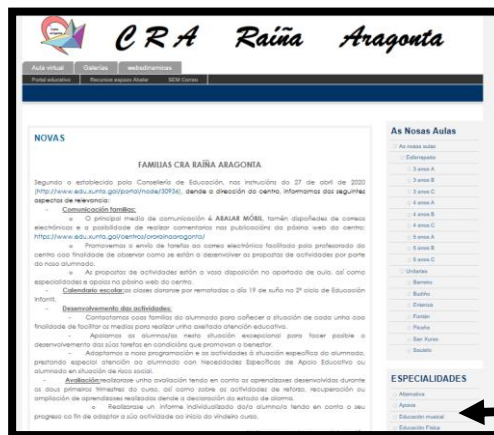 CRA Raíña Aragonta
Aula virtual Galerías websdinamicas
Portal educativo Recursos espazo Abalar SEM Correo
NOVAS
FAMILIAS CRA RAÍÑA ARAGONTA
Segundo o establecido pola Consellería de Educación, nas instrucións do 27 de abril de 2020
(http://www.edu.xunta.gal/portal/node/30936), dende a dirección do centro, informamos dos seguintes
aspectos de relevancia:
- Comunicación familias:
o O principal medio de comunicación é ABALAR MÓBIL, tamén dispoñedes de correos
electrónicos e a posibilidade de realizar comentarios nas publicacións da páxina web do centro:
https://www.edu.xunta.gal/centros/crarainaaragonta/
o Promovemos o envío de tarefas ao correo electrónico facilitado polo profesorado do
centro coa finalidade de observar como se están a desenvolver as propostas de actividades por parte
do noso alumnado.
o As propostas de actividades están a vosa disposición no apartado de aula, así como
especialidades e apoios na páxina web do centro.
- Calendario escolar: as clases daranse por rematadas o día 19 de xuño no 2º ciclo de Educación
Infantil.
- Desenvolvemento das actividades:
- Contactamos coas familias do alumnado para coñecer a situación de cada unha coa
finalidade de facilitar os medios para realizar unha axeitada atención educativa.
- Apoiamos ao alumnado/as nesta situación excepcional para facer posible o
desenvolvemento das súas tarefas en condicións que promovan o benestar.
- Adaptamos a nosa programación e as actividades á situación específica do alumnado,
prestando especial atención ao alumnado con Necesidades Específicas de Apoio Educativo ou
alumnado en situación de risco social.
- Avaliación: realizarase unha avaliación tendo en conta as aprendizaxes desenvolvidas durante
os dous primeiros trimestres do curso, así como sobre as actividades de reforzo, recuperación ou
ampliación de aprendizaxes realizadas dende a declaración do estado de alarma.
o Realizarase un informe individualizado do/a alumno/a tendo en conta o seu
progreso co fin de adaptar a súa actividade ao inicio do vindeiro curso.
As Nosas Aulas
As nosas aulas
Estonxeado
3 anos A
3 anos B
3 anos C
4 anos A
4 anos B
4 anos C
5 anos A
5 anos B
5 anos C
Unitarias
Barreiro
Budiño
Entenza
Fontán
Picoña
San Xurxo
Soutelo
ESPECIALIDADES
Alternativa
Apoios
Educación musical
Educación Física